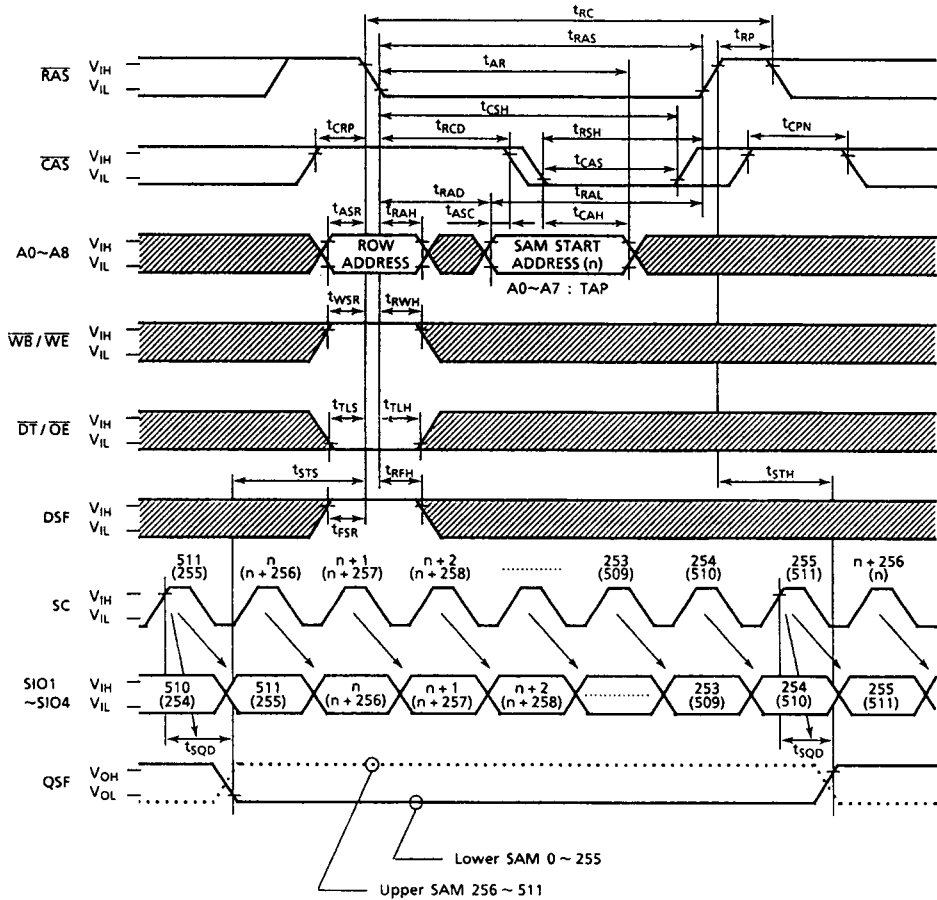 tRC
tRAS
tRP
tAR
RAS
VIH
VIL
tCSH
tCRP
tRCD
tRSH
tCPN
CAS
VIH
VIL
tCAS
tRAD
tRAL
tASR
tRAH
tASC
tCAH
A0~A8
VIH
VIL
ROW
ADDRESS
SAM START
ADDRESS (n)
A0~A7 : TAP
tWSR
tRWH
WB/WE
VIH
VIL
tTLS
tTLH
DT/OE
VIH
VIL
tSTS
tRFH
tSTH
DSF
VIH
VIL
tFSR
511
(255)
n
(n + 256)
n + 1
(n + 257)
n + 2
(n + 258)
253
(509)
254
(510)
255
(511)
n + 256
(n)
SC
VIH
VIL
SIO1
~SIO4
VIH
VIL
510
(254)
511
(255)
n
(n + 256)
n + 1
(n + 257)
n + 2
(n + 258)
253
(509)
254
(510)
255
(511)
tSQD
tSQD
QSF
VOH
VOL
Lower SAM 0 ~ 255
Upper SAM 256 ~ 511